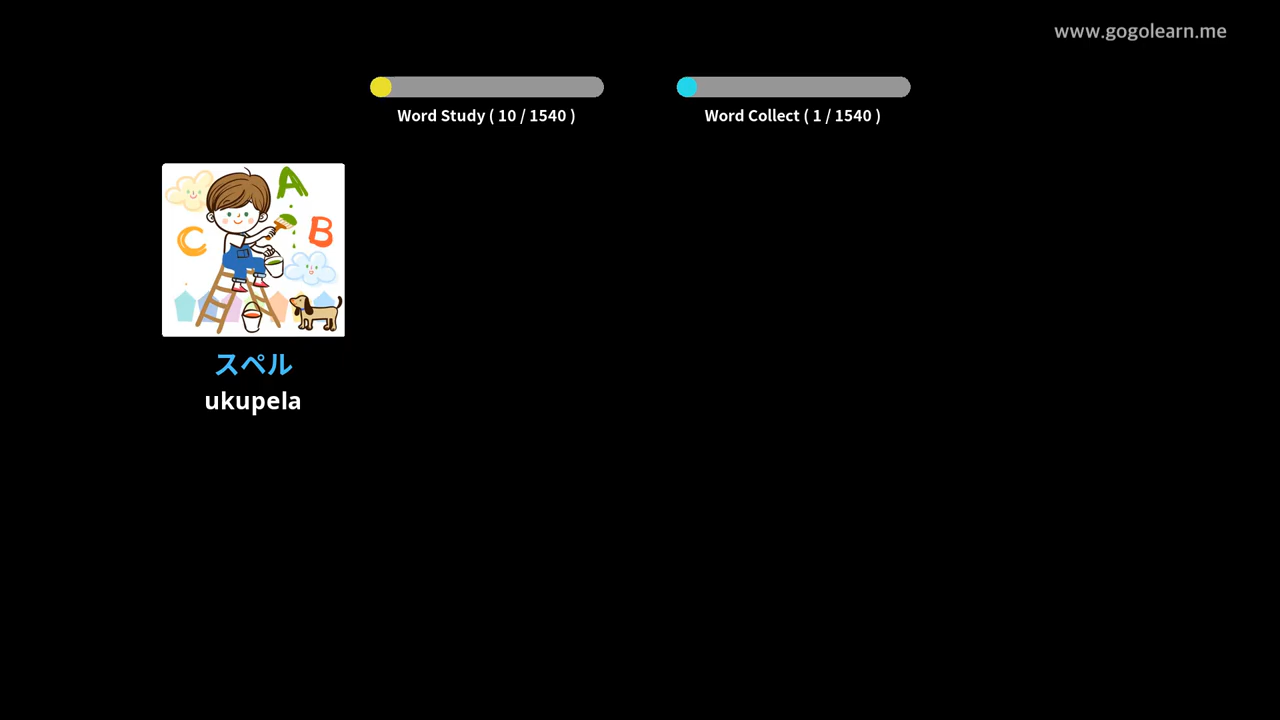 www.gogolearn.me
Word Study ( 10 / 1540 )
Word Collect ( 1 / 1540 )
A
B
C
スペル
ukupela